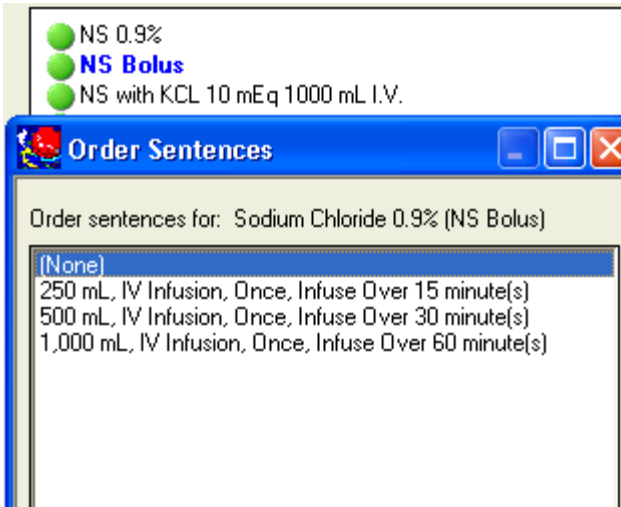 NS 0.9%
NS Bolus
NS with KCL 10 mEq 1000 mL I.V.
Order Sentences
Order sentences for: Sodium Chloride 0.9% (NS Bolus)
(None)
250 mL, IV Infusion, Once, Infuse Over 15 minute(s)
500 mL, IV Infusion, Once, Infuse Over 30 minute(s)
1,000 mL, IV Infusion, Once, Infuse Over 60 minute(s)